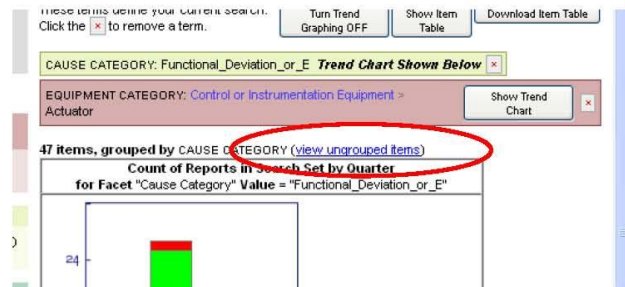 These terms define your current search.
Click the × to remove a term.
Turn Trend
Graphing OFF
Show Item
Table
Download Item Table
CAUSE CATEGORY: Functional_Deviation_or_E Trend Chart Shown Below ×
EQUIPMENT CATEGORY: Control or Instrumentation Equipment >
Actuator
Show Trend
Chart
×
47 items, grouped by CAUSE CATEGORY (view ungrouped items)
Count of Reports in Search Set by Quarter
for Facet "Cause Category" Value = "Functional_Deviation_or_E"
24